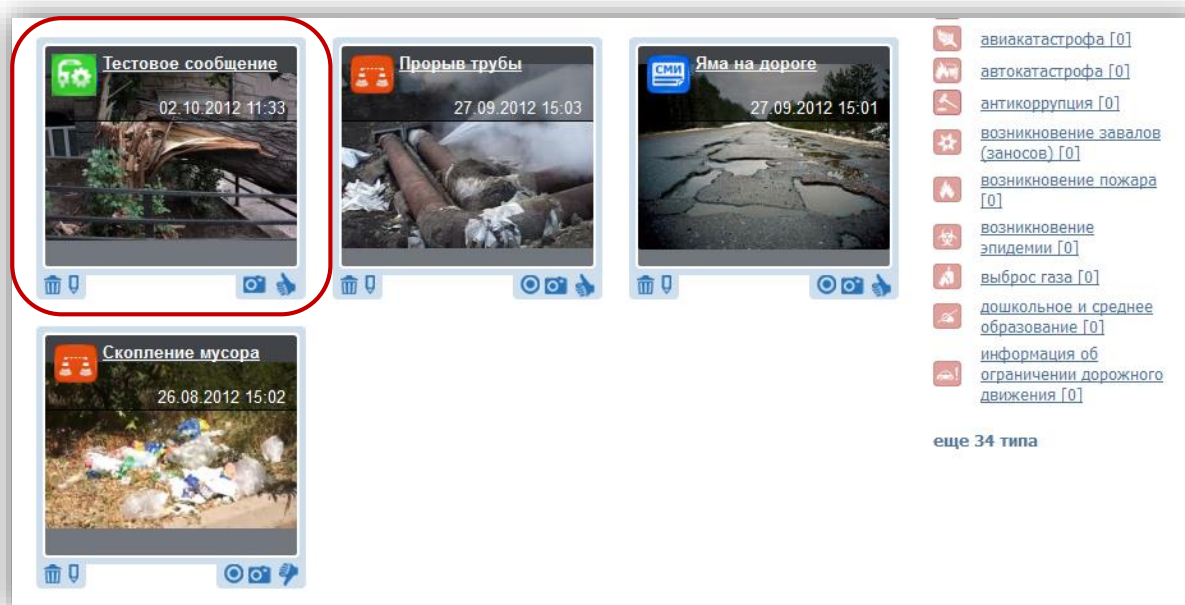 Тестовое сообщение
02.10.2012 11:33
Прорыв трубы
27.09.2012 15:03
СМИ
Яма на дороге
27.09.2012 15:01
Скопление мусора
26.08.2012 15:02
авиакатастрофа [0]
автокатастрофа [0]
антикоррупция [0]
возникновение завалов
(заносов) [0]
возникновение пожара
[0]
возникновение
эпидемии [0]
выброс газа [0]
дошкольное и среднее
образование [0]
информация об
ограничении дорожного
движения [0]
еще 34 типа